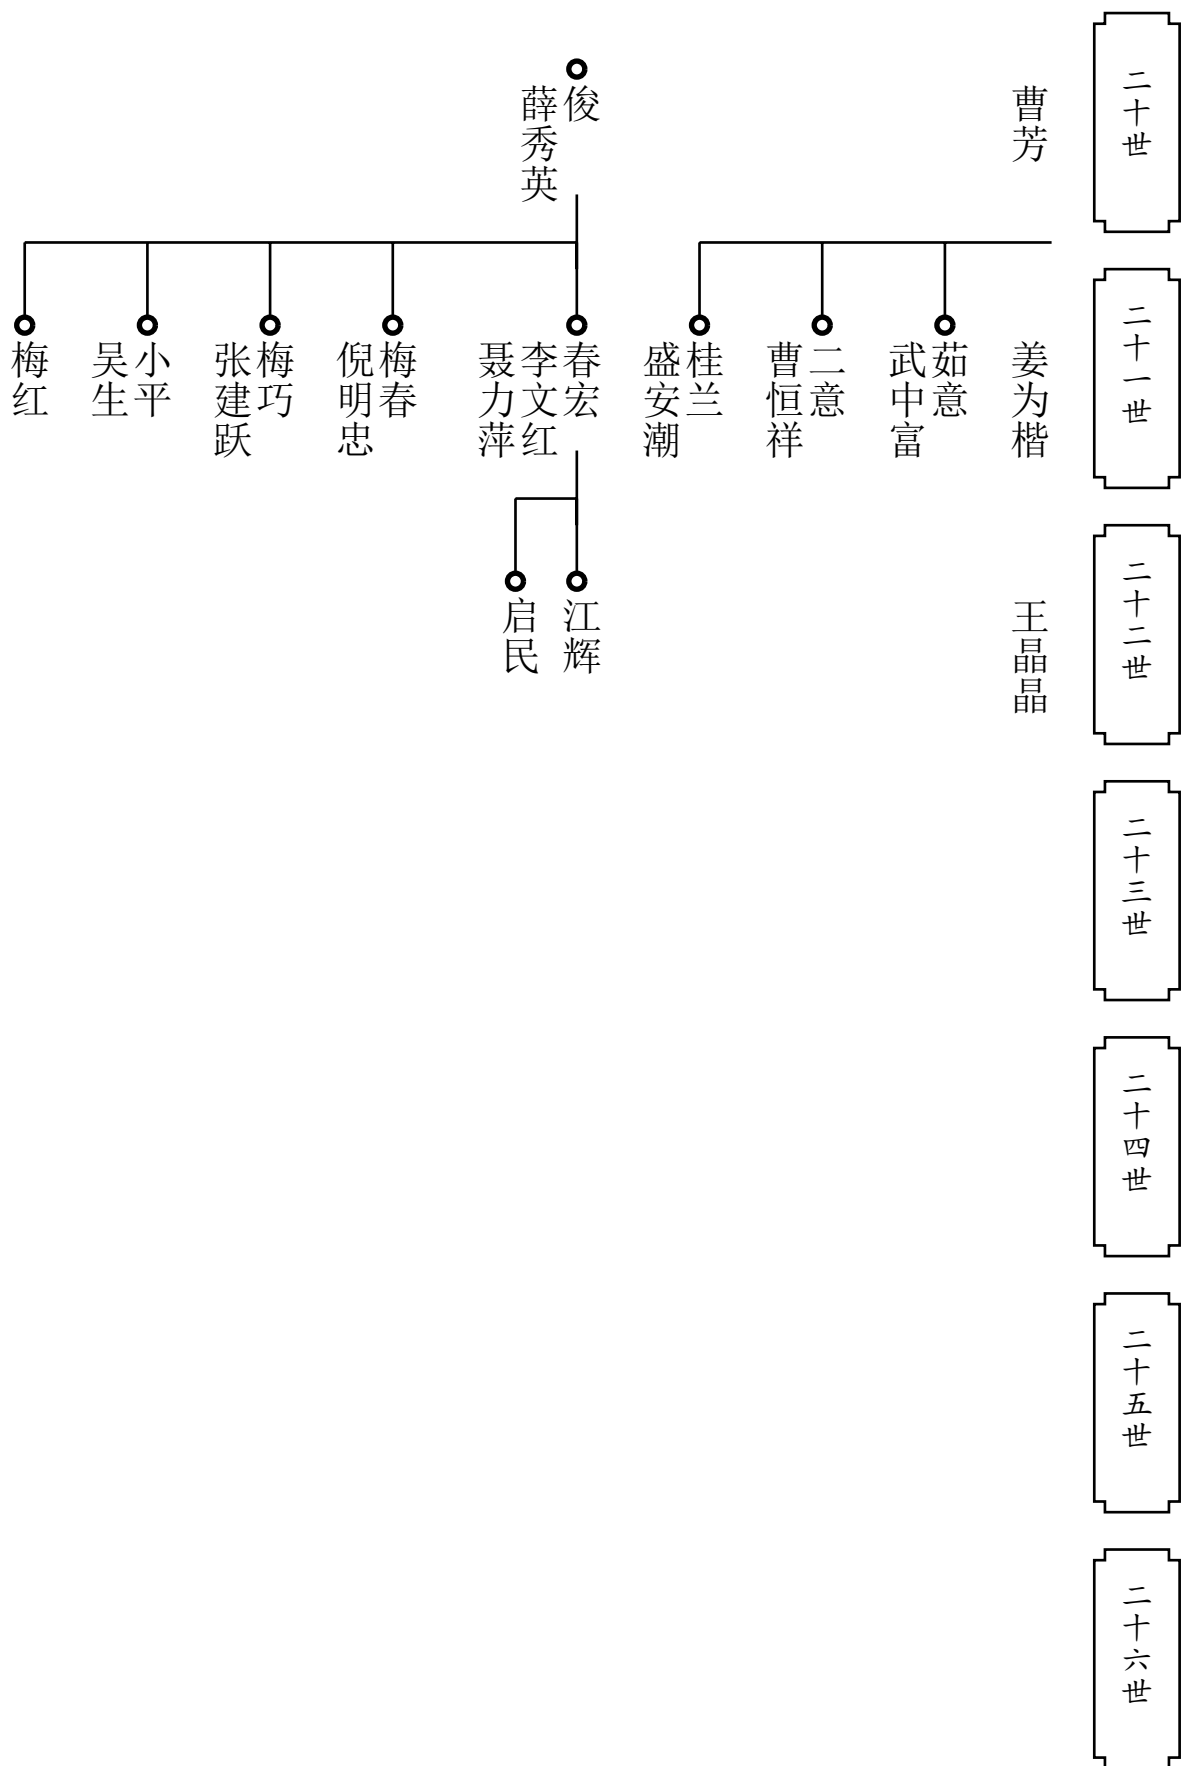 二十世
曹芳
俊
薛秀英
二十一世
姜为楷
茹意
武中富
二意
曹恒祥
桂兰
盛安潮
春宏
李文红
聂力萍
梅春
倪明忠
梅巧
张建跃
小平
吴生
梅红
二十二世
王晶晶
江辉
启民
二十三世
二十四世
二十五世
二十六世